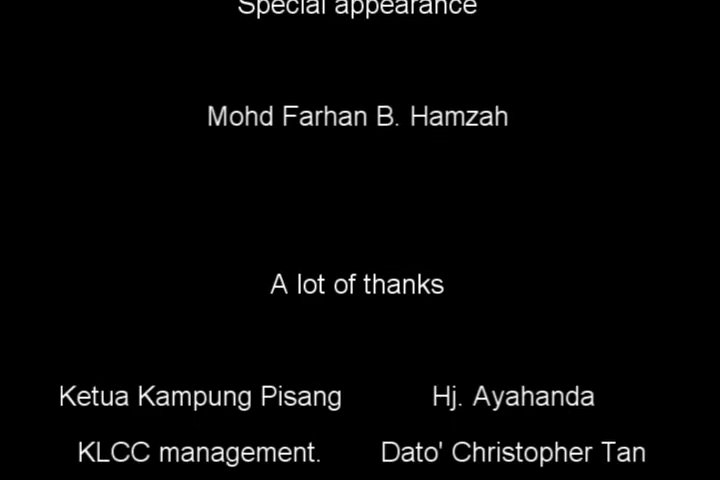 Special appearance
Mohd Farhan B. Hamzah
A lot of thanks
Ketua Kampung Pisang Hj. Ayahanda
KLCC management. Dato' Christopher Tan